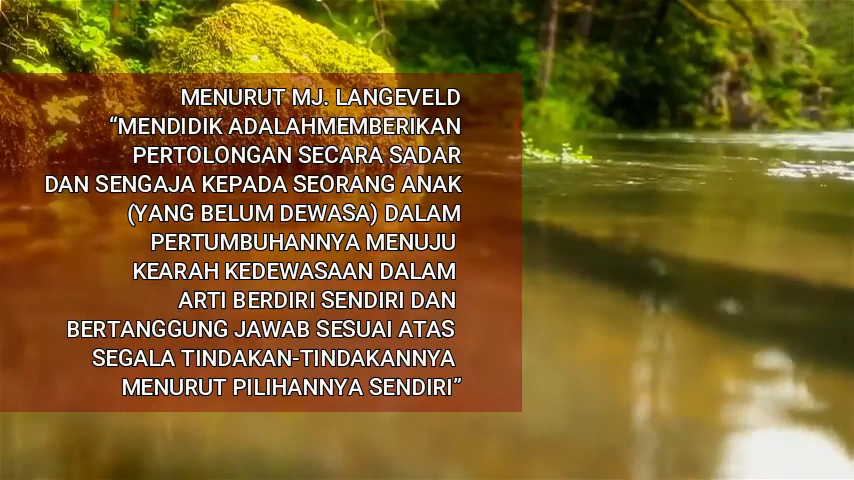 MENURUT MJ. LANGEVELD
“MENDIDIK ADALAHMEMBERIKAN
PERTOLONGAN SECARA SADAR
DAN SENGAJA KEPADA SEORANG ANAK
(YANG BELUM DEWASA) DALAM
PERTUMBUHANNYA MENUJU
KEARAH KEDEWASAAN DALAM
ARTI BERDIRI SENDIRI DAN
BERTANGGUNG JAWAB SESUAI ATAS
SEGALA TINDAKAN-TINDAKANNYA
MENURUT PILIHANNYA SENDIRI”